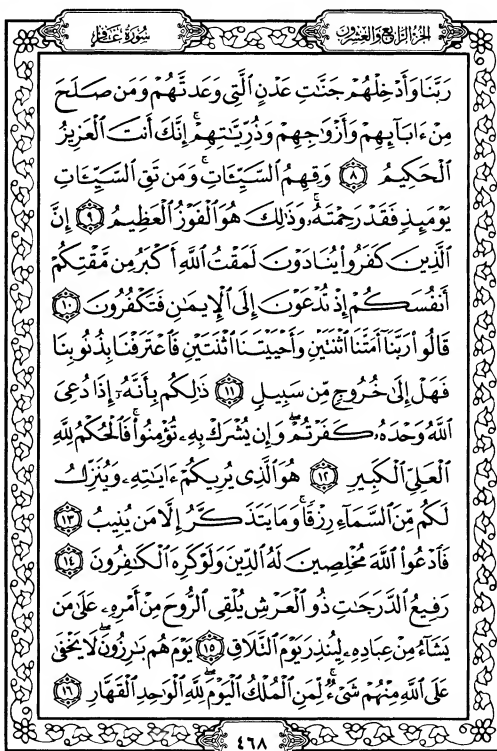 الجزء الرابع والعشرون
سورة غافر
رَبَّنَا وَأَدْخِلْهُمْ جَنَّٰتِ عَدْنٍ ٱلَّتِى وَعَدتَّهُمْ وَمَن صَلَحَ
مِنْ ءَابَآئِهِمْ وَأَزْوَٰجِهِمْ وَذُرِّيَّٰتِهِمْ ۚ إِنَّكَ أَنتَ ٱلْعَزِيزُ
ٱلْحَكِيمُ ٨ وَقِهِمُ ٱلسَّيِّـَٔاتِ ۚ وَمَن تَقِ ٱلسَّيِّـَٔاتِ
يَوْمَئِذٍ فَقَدْ رَحِمْتَهُۥ ۚ وَذَٰلِكَ هُوَ ٱلْفَوْزُ ٱلْعَظِيمُ ٩ إِنَّ
ٱلَّذِينَ كَفَرُوا۟ يُنَادَوْنَ لَمَقْتُ ٱللَّهِ أَكْبَرُ مِن مَّقْتِكُمْ
أَنفُسَكُمْ إِذْ تُدْعَوْنَ إِلَى ٱلْإِيمَٰنِ فَتَكْفُرُونَ ١٠
قَالُوا۟ رَبَّنَآ أَمَتَّنَا ٱثْنَتَيْنِ وَأَحْيَيْتَنَا ٱثْنَتَيْنِ فَٱعْتَرَفْنَا بِذُنُوبِنَا
فَهَلْ إِلَىٰ خُرُوجٍ مِّن سَبِيلٍ ١١ ذَٰلِكُم بِأَنَّهُۥٓ إِذَا دُعِىَ
ٱللَّهُ وَحْدَهُۥ كَفَرْتُمْ ۖ وَإِن يُشْرَكْ بِهِۦ تُؤْمِنُوا۟ ۚ فَٱلْحُكْمُ لِلَّهِ
ٱلْعَلِىِّ ٱلْكَبِيرِ ١٢ هُوَ ٱلَّذِى يُرِيكُمْ ءَايَٰتِهِۦ وَيُنَزِّلُ
لَكُم مِّنَ ٱلسَّمَآءِ رِزْقًا ۚ وَمَا يَتَذَكَّرُ إِلَّا مَن يُنِيبُ ١٣
فَٱدْعُوا۟ ٱللَّهَ مُخْلِصِينَ لَهُ ٱلدِّينَ وَلَوْ كَرِهَ ٱلْكَٰفِرُونَ ١٤
رَفِيعُ ٱلدَّرَجَٰتِ ذُو ٱلْعَرْشِ يُلْقِى ٱلرُّوحَ مِنْ أَمْرِهِۦ عَلَىٰ مَن
يَشَآءُ مِنْ عِبَادِهِۦ لِيُنذِرَ يَوْمَ ٱلتَّلَاقِ ١٥ يَوْمَ هُم بَٰرِزُونَ ۖ لَا يَخْفَىٰ
عَلَى ٱللَّهِ مِنْهُمْ شَىْءٌ ۚ لِّمَنِ ٱلْمُلْكُ ٱلْيَوْمَ ۖ لِلَّهِ ٱلْوَٰحِدِ ٱلْقَهَّارِ ١٦
٤٦٨